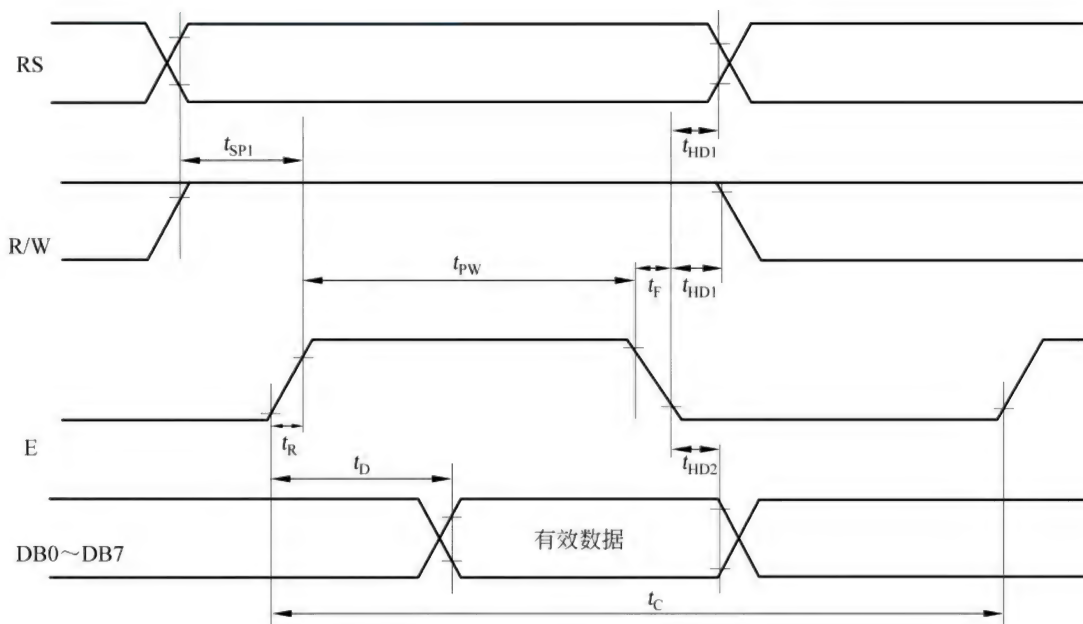 RS
tSP1
tHD1
R/W
tPW
tF
tHD1
E
tR
tD
tHD2
DB0～DB7
有效数据
tC